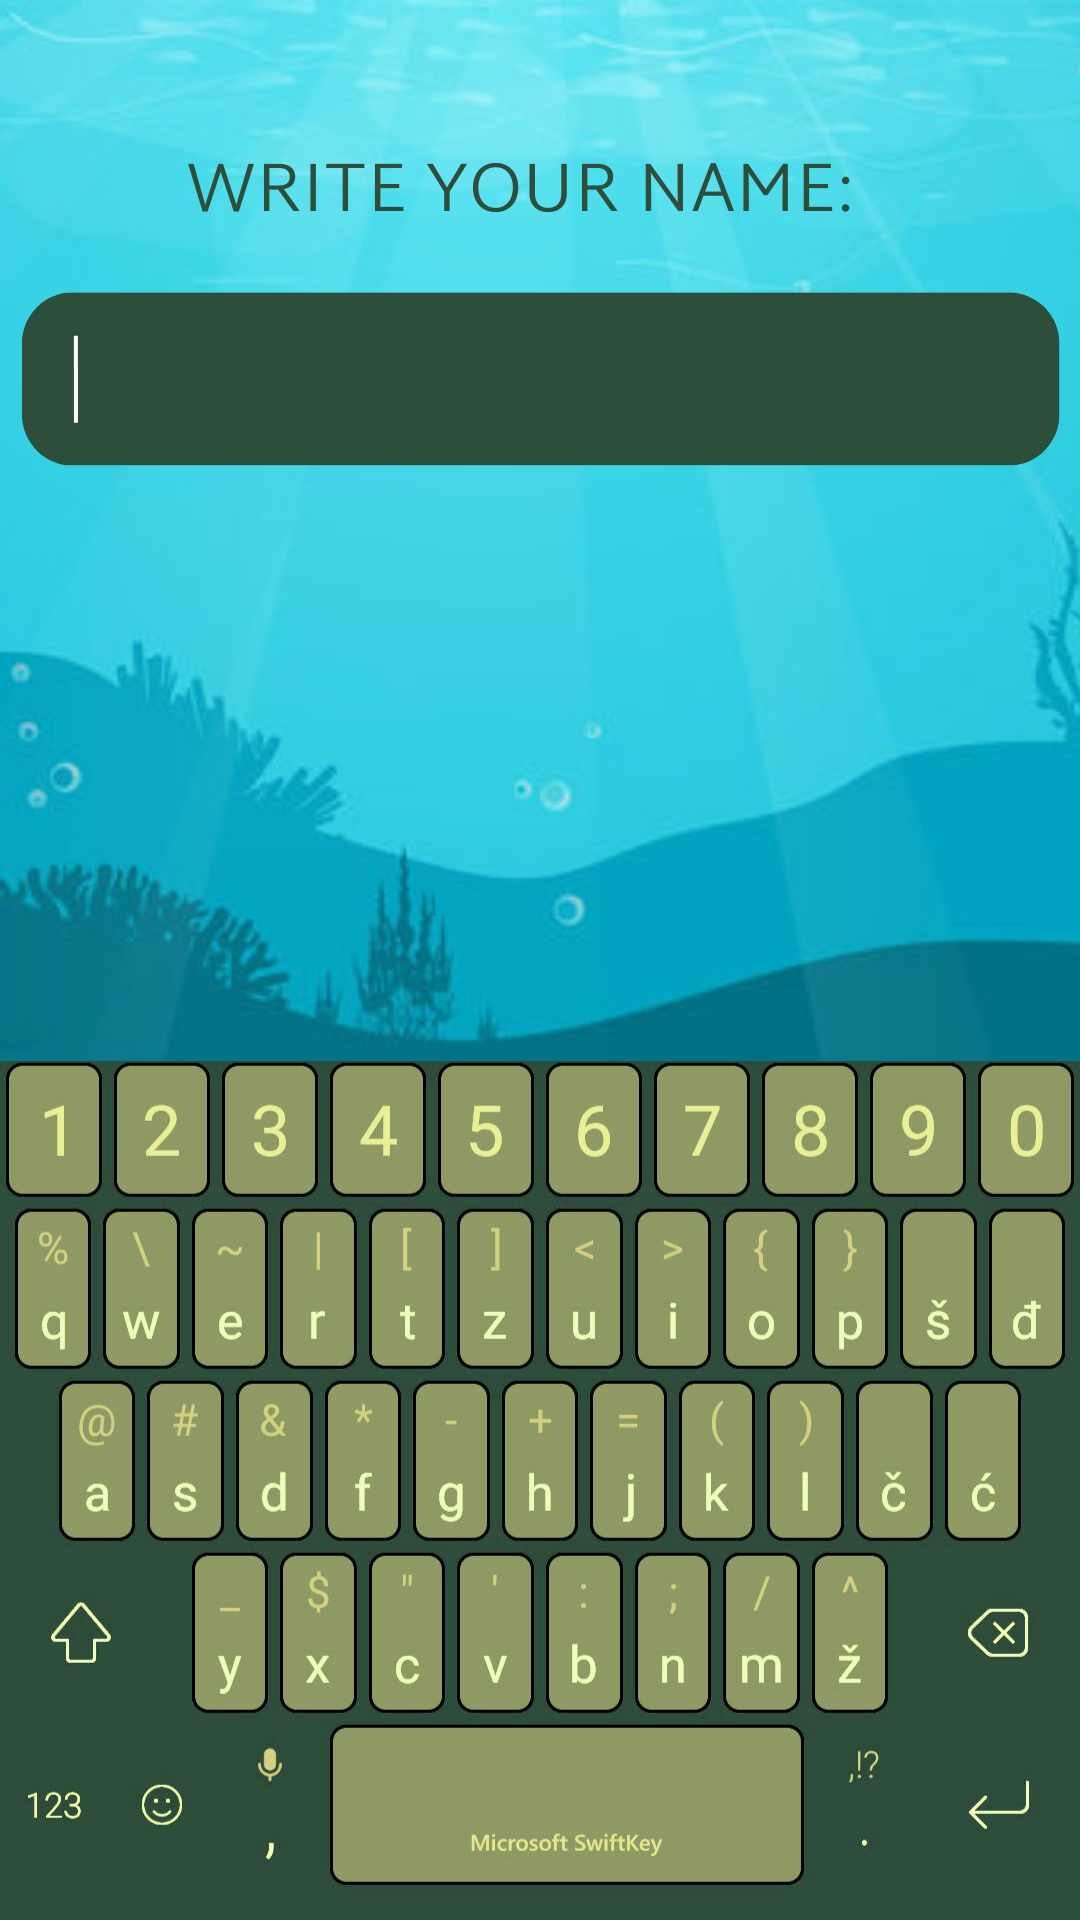 WRITE YOUR NAME:
1 2 3 4 5 6 7 8 9 0
% \ ~ | [ ] < > { }
q w e r t z u i o p š đ
@ # & * - + = ( )
a s d f g h j k l č ć
_ $ " ' : ; / ^
y x c v b n m ž
,!?
123 , Microsoft SwiftKey .